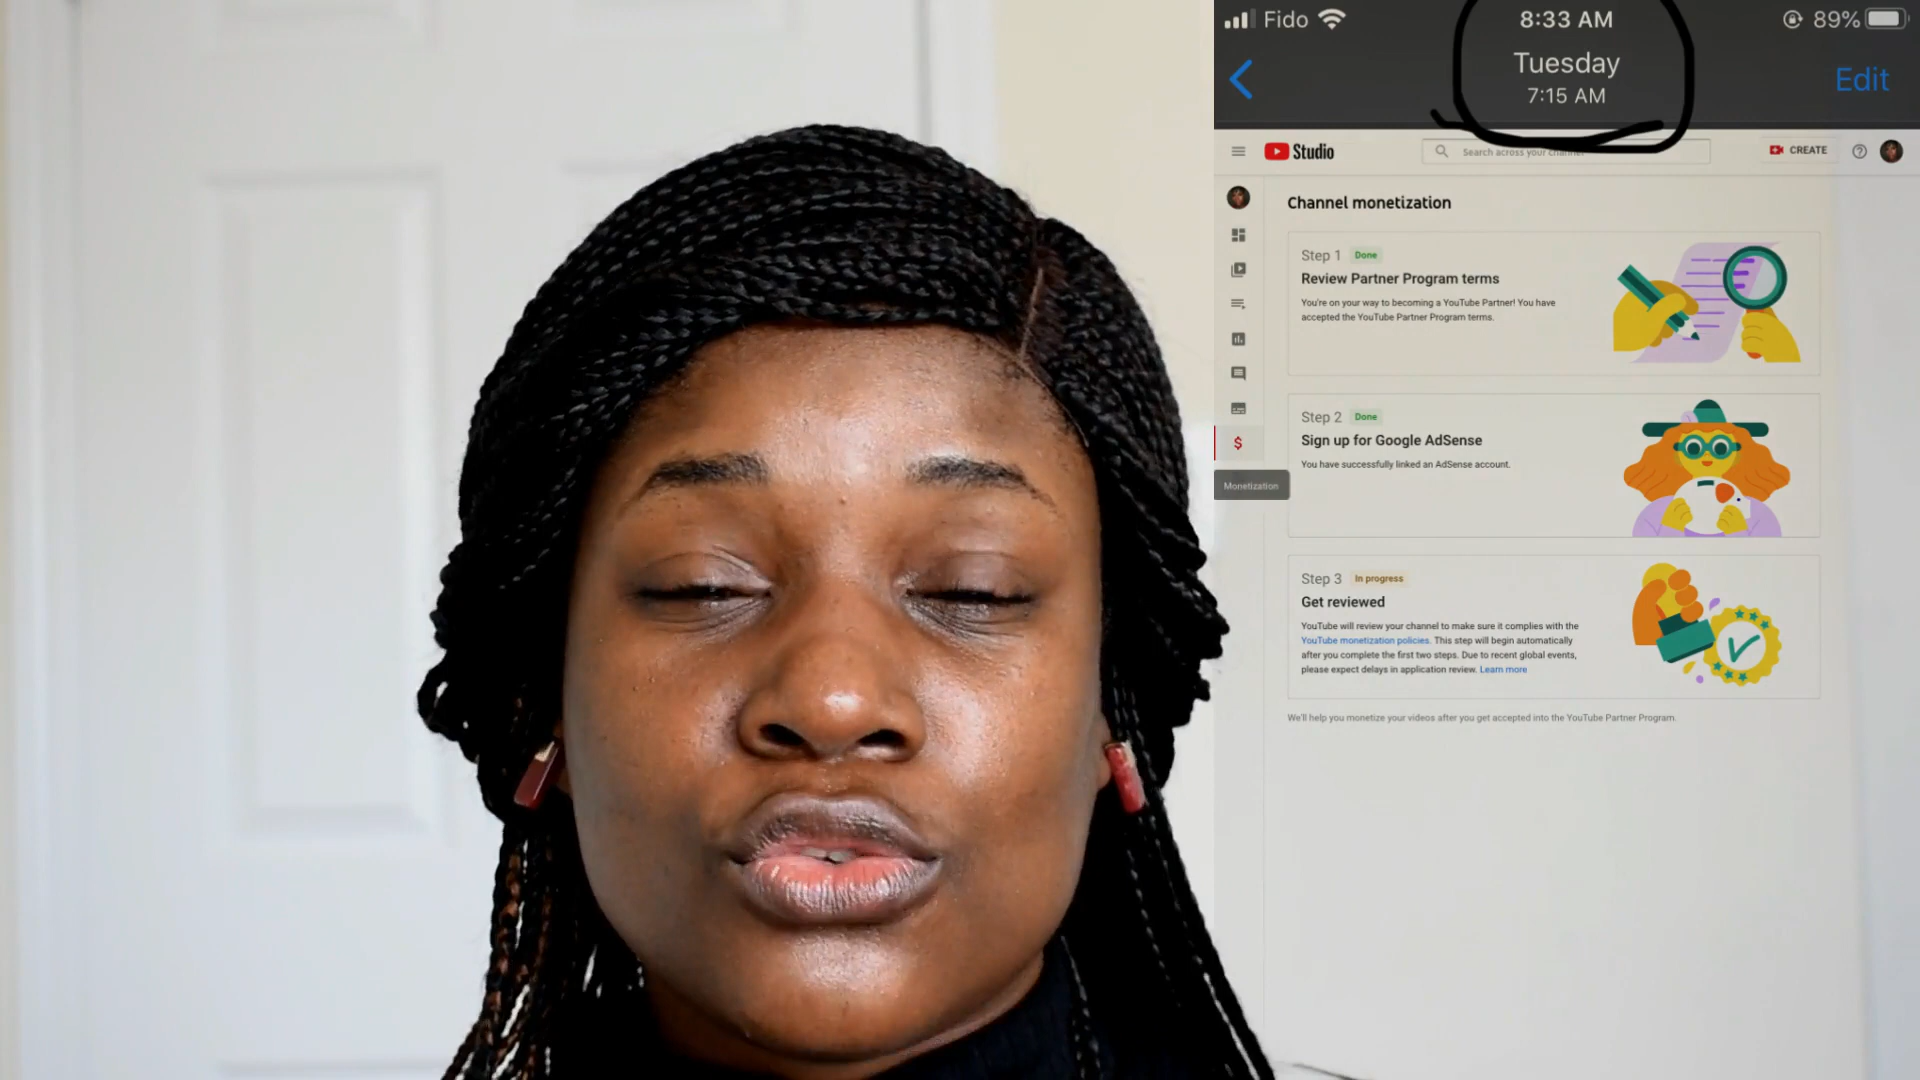 Fido 8:33 AM 89%
Tuesday
7:15 AM
Edit
Studio
Search across your channel
CREATE
Channel monetization
Step 1 Done
Review Partner Program terms
You're on your way to becoming a YouTube Partner! You have
accepted the YouTube Partner Program terms.
Step 2 Done
Sign up for Google AdSense
You have successfully linked an AdSense account.
Monetization
Step 3 In progress
Get reviewed
YouTube will review your channel to make sure it complies with the
YouTube monetization policies. This step will begin automatically
after you complete the first two steps. Due to recent global events,
please expect delays in application review. Learn more
We'll help you monetize your videos after you get accepted into the YouTube Partner Program.